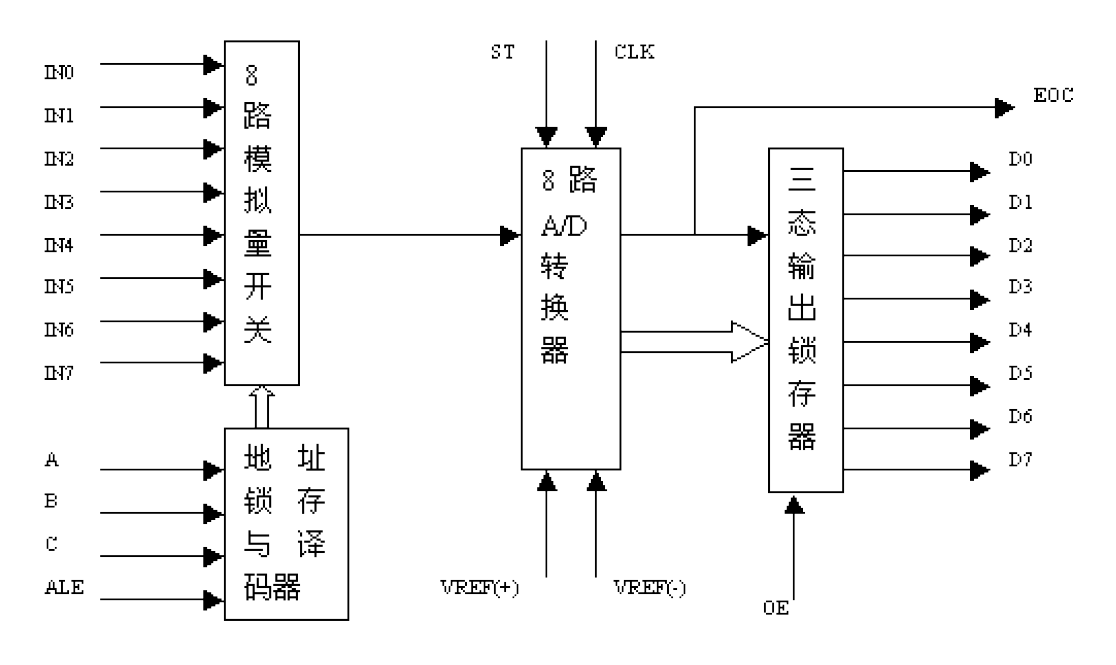 IN0
IN1
IN2
IN3
IN4
IN5
IN6
IN7
8
路
模
拟
量
开
关
A
B
C
ALE
地 址
锁 存
与 译
码器
ST
CLK
8 路
A/D
转
换
器
VREF(+)
VREF(-)
三
态
输
出
锁
存
器
OE
EOC
D0
D1
D2
D3
D4
D5
D6
D7